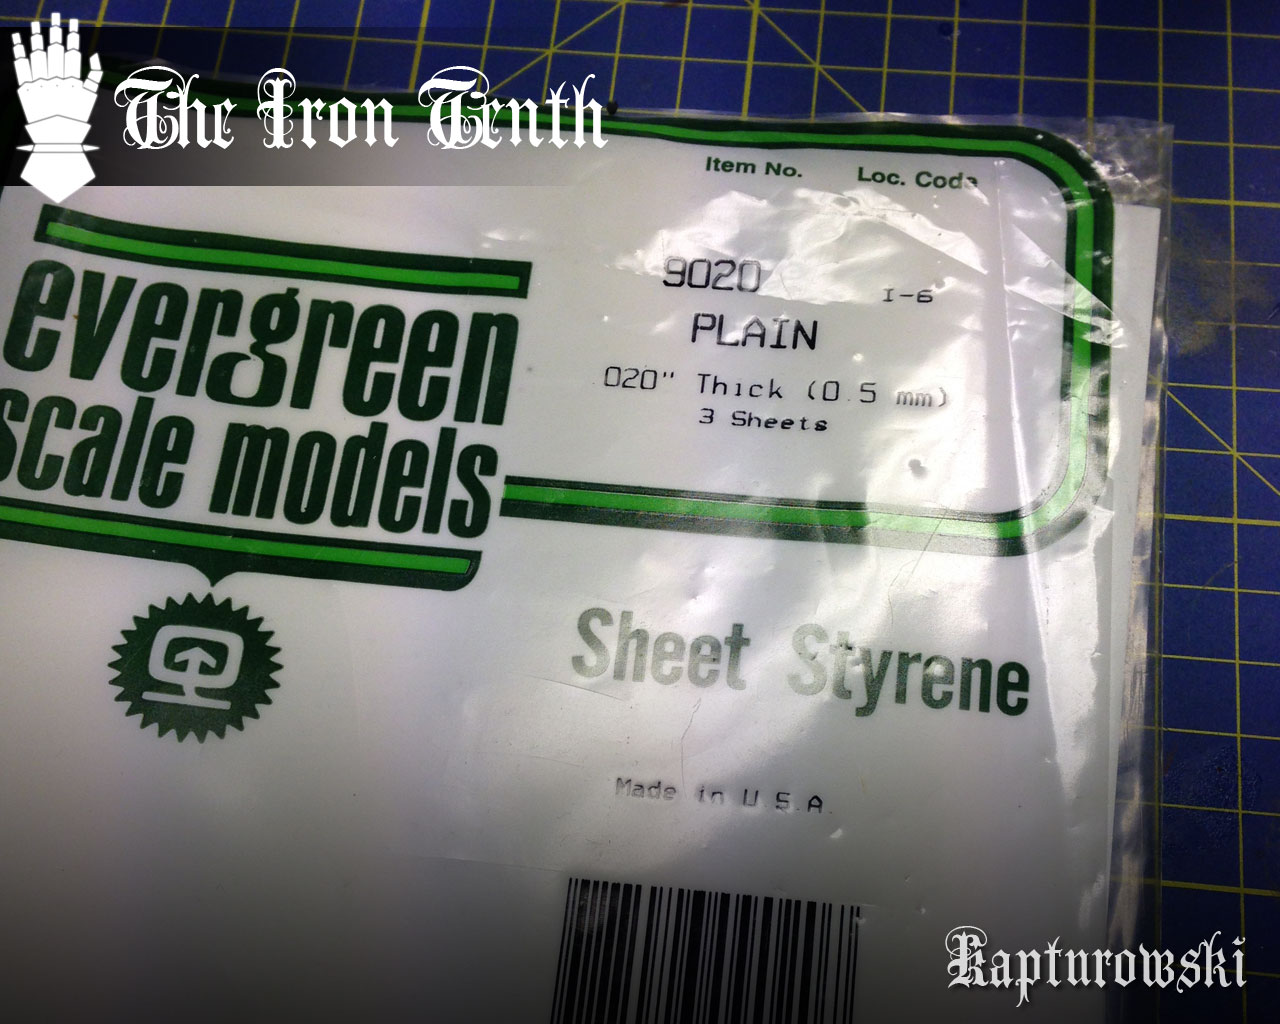 The Iron Tenth
Item No. Loc. Code
9020 I-6
PLAIN
020" Thick (0.5 mm)
3 Sheets
evergreen
scale models
Sheet Styrene
Made in U.S.A.
Kapturowski